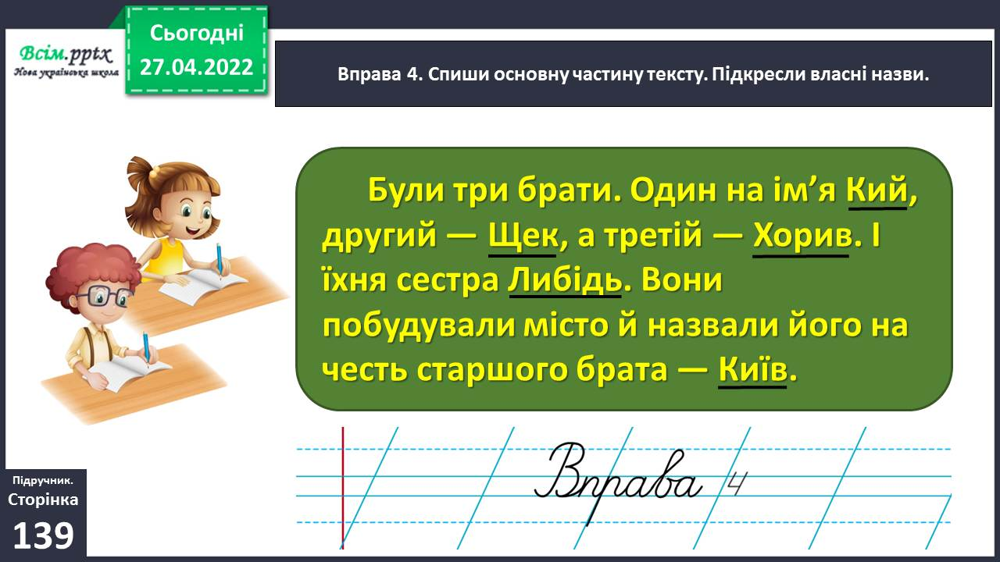 Всім.pptx
Нова українська школа
Сьогодні
27.04.2022
Вправа 4. Спиши основну частину тексту. Підкресли власні назви.
Були три брати. Один на ім’я Кий,
другий — Щек, а третій — Хорив. І
їхня сестра Либідь. Вони
побудували місто й назвали його на
честь старшого брата — Київ.
Вправа 4
Підручник.
Сторінка
139